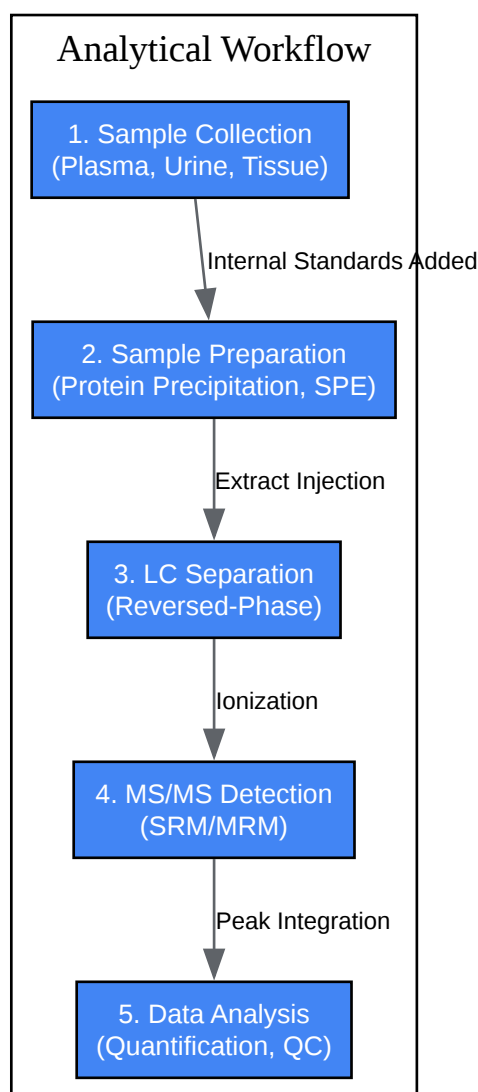 Analytical Workflow
1. Sample Collection
(Plasma, Urine, Tissue)
Internal Standards Added
2. Sample Preparation
(Protein Precipitation, SPE)
Extract Injection
3. LC Separation
(Reversed-Phase)
Ionization
4. MS/MS Detection
(SRM/MRM)
Peak Integration
5. Data Analysis
(Quantification, QC)